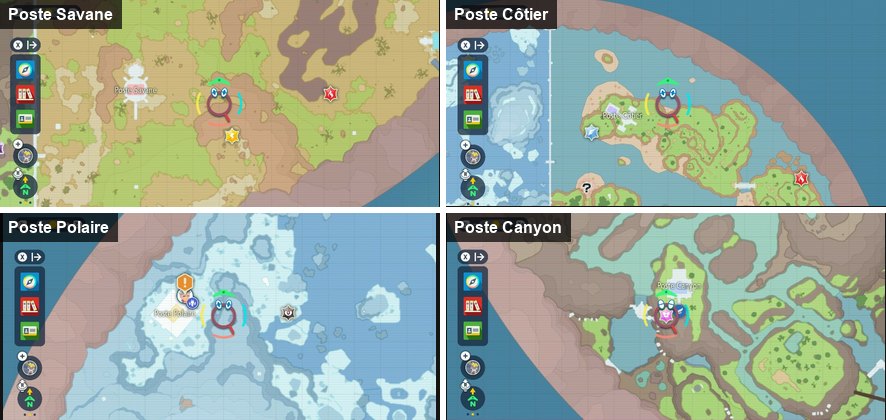 Poste Savane
X
Poste Savane
N
Poste Côtier
X
Poste Côtier
?
N
Poste Polaire
X
!
Poste Polaire
N
Poste Canyon
X
Poste Canyon
N